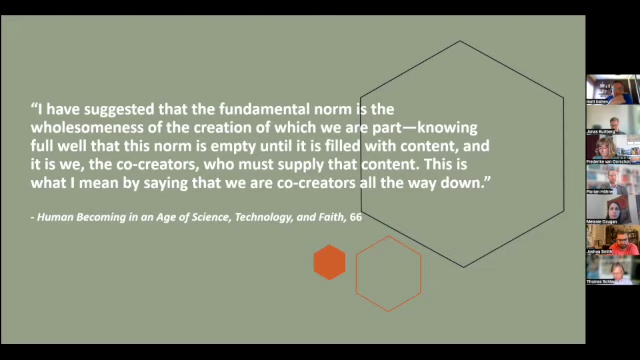 “I have suggested that the fundamental norm is the
wholesomeness of the creation of which we are part—knowing
full well that this norm is empty until it is filled with content, and
it is we, the co-creators, who must supply that content. This is
what I mean by saying that we are co-creators all the way down.”
- Human Becoming in an Age of Science, Technology, and Faith, 66
Frederike van Oorschot